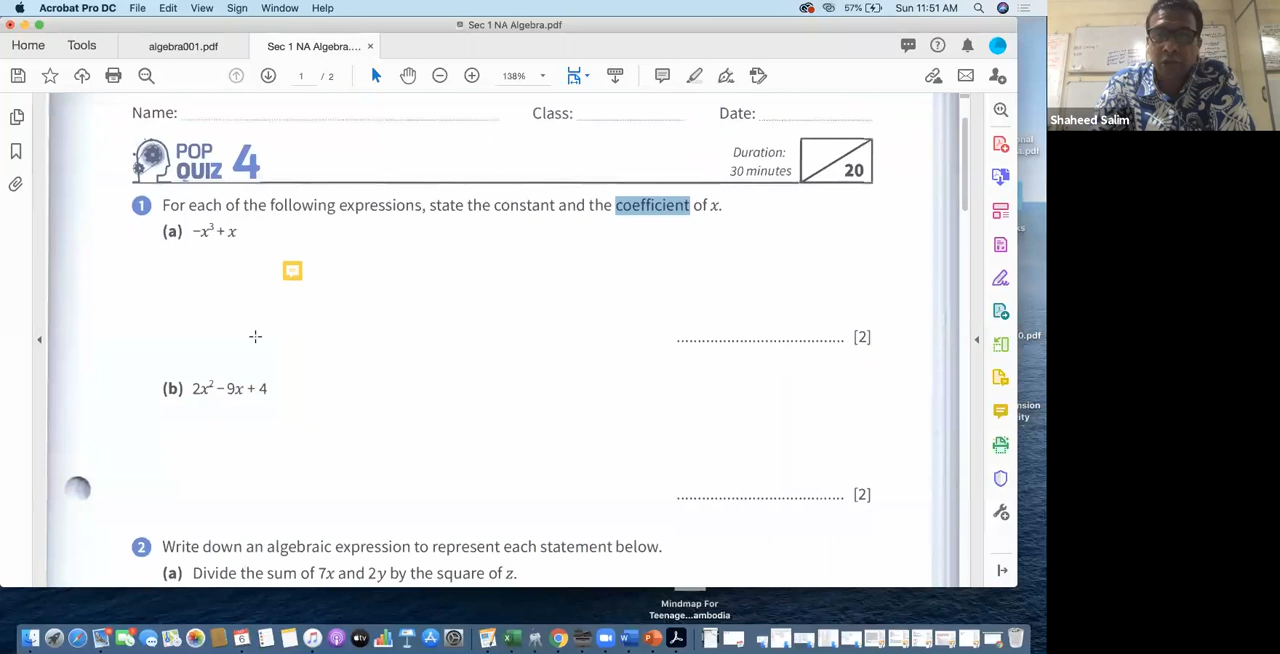 Acrobat Pro DC File Edit View Sign Window Help
57% Sun 11:51 AM
Sec 1 NA Algebra.pdf
Home Tools algebra001.pdf Sec 1 NA Algebra.... ×
1 / 2 138%
Shaheed Salim
Name: Class: Date:
POP QUIZ 4
Duration: 30 minutes
20
1 For each of the following expressions, state the constant and the coefficient of x.
(a) −x³ + x
[2]
(b) 2x² − 9x + 4
[2]
2 Write down an algebraic expression to represent each statement below.
(a) Divide the sum of 7x and 2y by the square of z.
Mindmap For
Teenage...ambodia